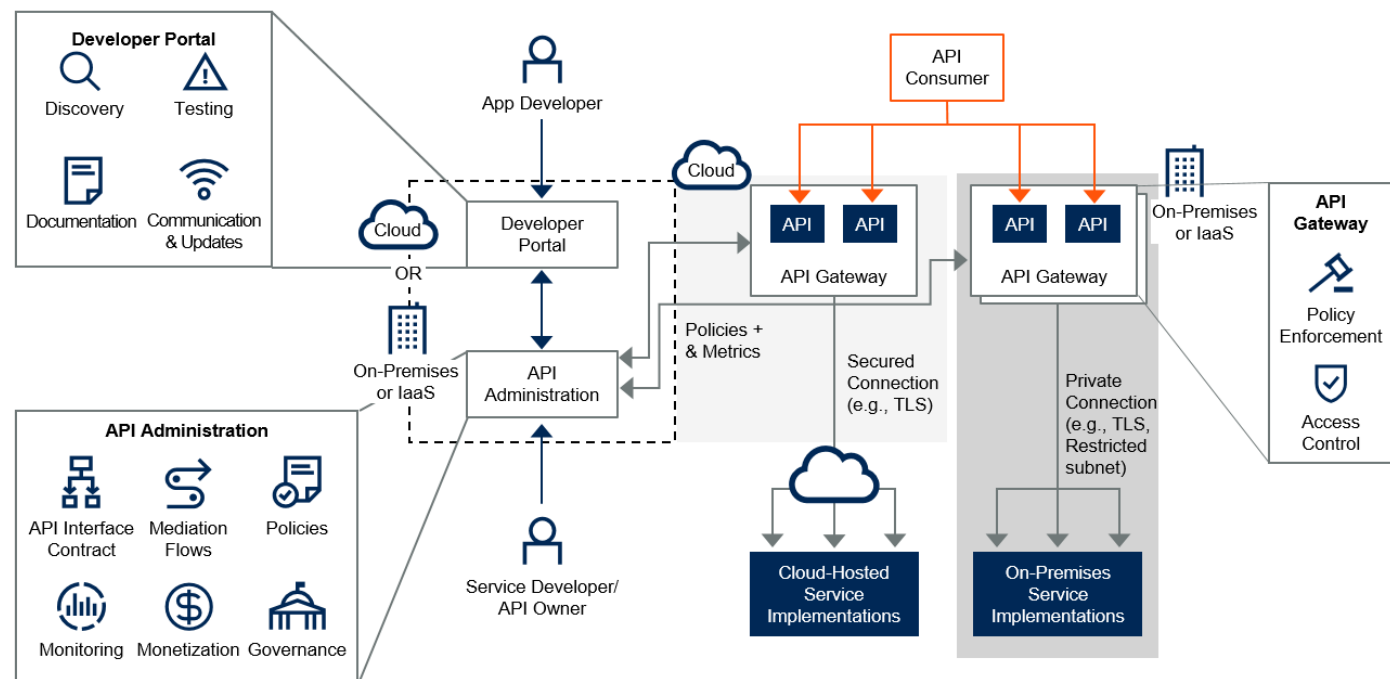 Developer Portal
Discovery
Testing
Documentation
Communication
& Updates
App Developer
Cloud
OR
On-Premises
or IaaS
Developer
Portal
API
Administration
Service Developer/
API Owner
API Administration
API Interface
Contract
Mediation
Flows
Policies
Monitoring
Monetization
Governance
API
Consumer
Cloud
API
API
API Gateway
API
API
API Gateway
On-Premises
or IaaS
Policies +
& Metrics
Secured
Connection
(e.g., TLS)
Private
Connection
(e.g., TLS,
Restricted
subnet)
Cloud-Hosted
Service
Implementations
On-Premises
Service
Implementations
API
Gateway
Policy
Enforcement
Access
Control